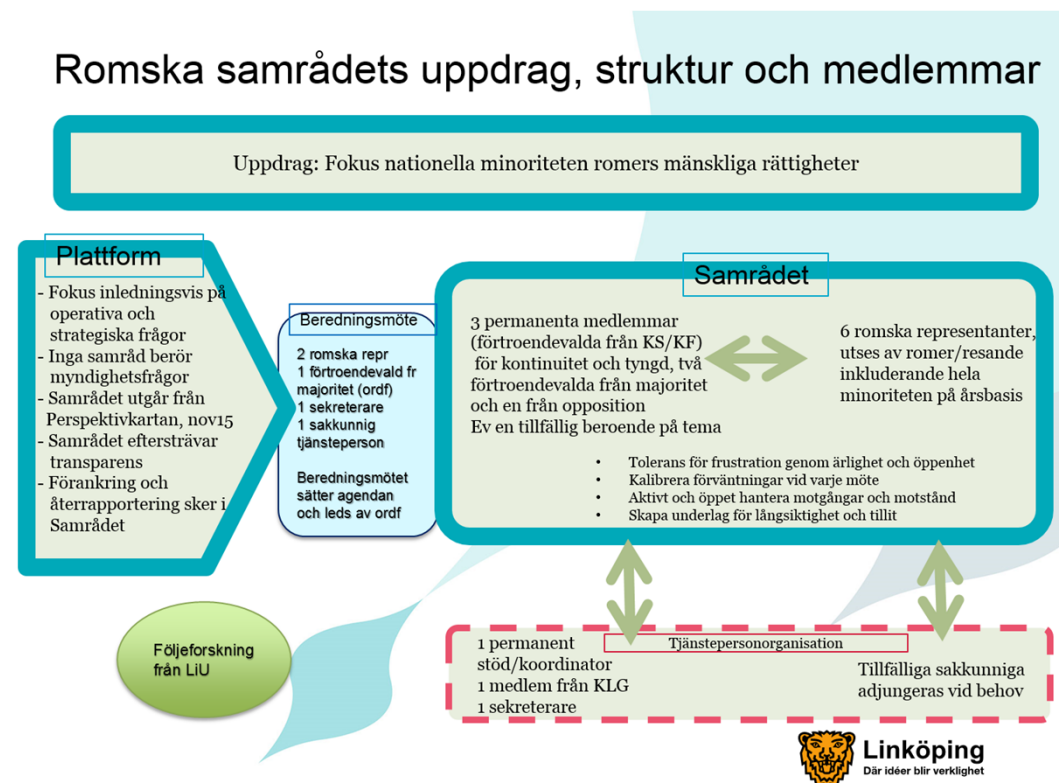 Romska samrådets uppdrag, struktur och medlemmar
Uppdrag: Fokus nationella minoriteten romers mänskliga rättigheter
Plattform
- Fokus inledningsvis på
operativa och
strategiska frågor
- Inga samråd berör
myndighetsfrågor
- Samrådet utgår från
Perspektivkartan, nov15
- Samrådet eftersträvar
transparens
- Förankring och
återrapportering sker i
Samrådet
Beredningsmöte
2 romska repr
1 förtroendevald fr
majoritet (ordf)
1 sekreterare
1 sakkunnig
tjänsteperson
Beredningsmötet
sätter agendan
och leds av ordf
Samrådet
3 permanenta medlemmar
(förtroendevalda från KS/KF)
för kontinuitet och tyngd, två
förtroendevalda från majoritet
och en från opposition
Ev en tillfällig beroende på tema
6 romska representanter,
utses av romer/resande
inkluderande hela
minoriteten på årsbasis
• Tolerans för frustration genom ärlighet och öppenhet
• Kalibrera förväntningar vid varje möte
• Aktivt och öppet hantera motgångar och motstånd
• Skapa underlag för långsiktighet och tillit
Följeforskning
från LiU
Tjänstepersonorganisation
1 permanent
stöd/koordinator
1 medlem från KLG
1 sekreterare
Tillfälliga sakkunniga
adjungeras vid behov
Linköping
Där idéer blir verklighet